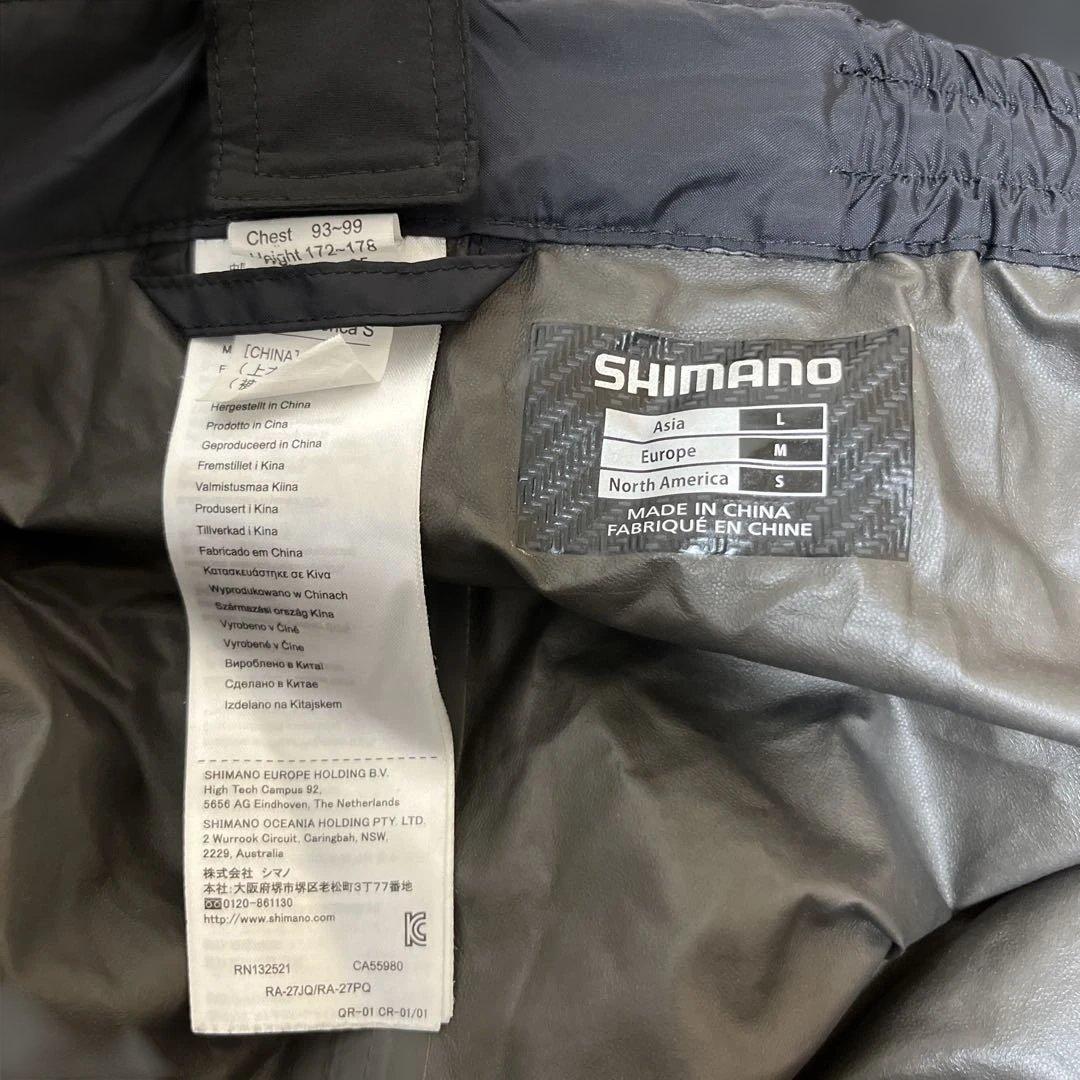 Chest 93~99
Height 172~178
S
M [CHINA]
F (上
Hergestellt in China
Prodotto in Cina
Geproduceerd in China
Fremstillet i Kina
Valmistusmaa Kiina
Produsert i Kina
Tillverkad i Kina
Fabricado em China
Κατασκευάστηκε σε Κίνα
Wyprodukowano w Chinach
Származási ország Kína
Vyrobeno v Číně
Vyrobené v Číne
Вироблено в Китаї
Сделано в Китае
Izdelano na Kitajskem
SHIMANO EUROPE HOLDING B.V.
High Tech Campus 92,
5656 AG Eindhoven, The Netherlands
SHIMANO OCEANIA HOLDING PTY. LTD.
2 Wurrook Circuit, Caringbah, NSW,
2229, Australia
株式会社 シマノ
本社:大阪府堺市堺区老松町3丁77番地
0120-861130
http://www.shimano.com
RN132521 CA55980
RA-27JQ/RA-27PQ
QR-01 CR-01/01
SHIMANO
Asia L
Europe M
North America S
MADE IN CHINA
FABRIQUÉ EN CHINE